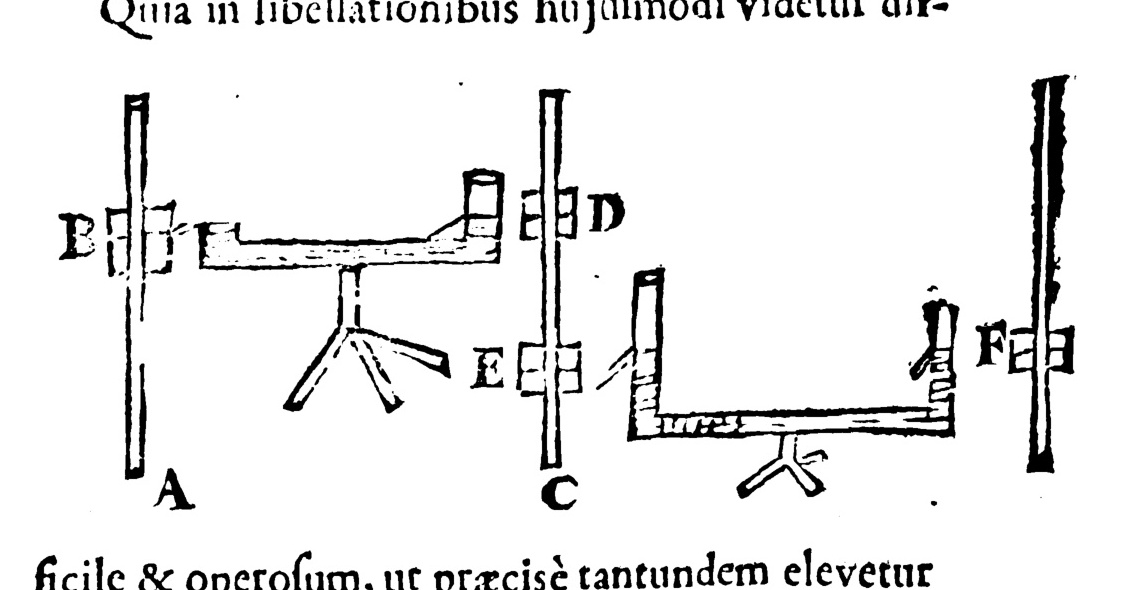 Quia in libellationibus hujuſmodi videtur dif-
B D
E F
A C
ficile & operoſum, ut præcisè tantundem elevetur